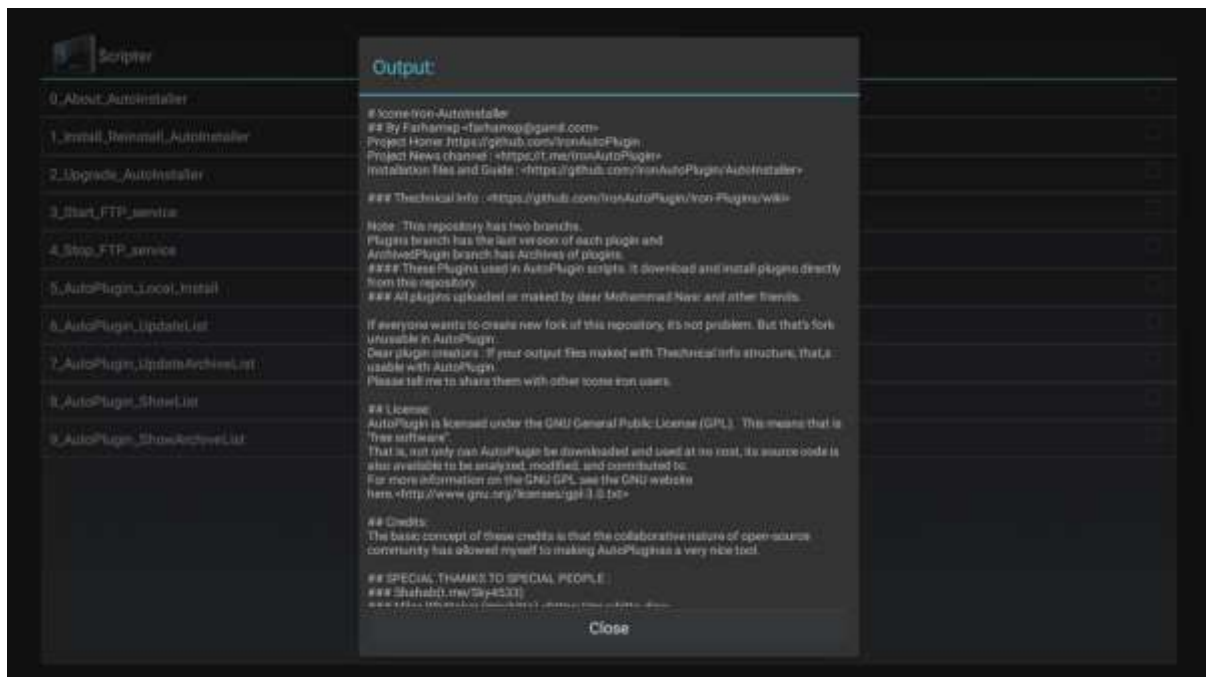 Scripter
0_About_AutoInstaller
1_Install_Reinstall_AutoInstaller
2_Upgrade_AutoInstaller
3_Start_FTP_service
4_Stop_FTP_service
5_AutoPlugin_Local_Install
6_AutoPlugin_UpdateList
7_AutoPlugin_UpdateArchiveList
8_AutoPlugin_ShowList
9_AutoPlugin_ShowArchiveList
Output:
# Icone-Iron-AutoInstaller
## By Farhamxp <farhamxp@gamil.com>
Project Home :https://github.com/IronAutoPlugin
Project News channel : <https://t.me/IronAutoPlugin>
Installation files and Guide : <https://github.com/IronAutoPlugin/AutoInstaller>
### Thechnical Info : <https://github.com/IronAutoPlugin/Iron-Plugins/wiki>
Note : This repository has two branchs.
Plugins branch has the last version of each plugin and
ArchivedPlugin branch has Archives of plugins.
#### These Plugins used in AutoPlugin scripts. It download and install plugins directly
from this repository.
### All plugins uploaded or maked by dear Mohammad Nasr and other friends.
If everyone wants to create new fork of this repository, it's not problem. But that's fork
unusable in AutoPlugin.
Dear plugin creators : If your output files maked with Thechnical Info structure, that,s
usable with AutoPlugin.
Please tell me to share them with other Icone Iron users.
## License:
AutoPlugin is licensed under the GNU General Public License (GPL). This means that is
"free software".
That is, not only can AutoPlugin be downloaded and used at no cost, its source code is
also available to be analyzed, modified, and contributed to.
For more information on the GNU GPL see the GNU website
here.<http://www.gnu.org/licenses/gpl-3.0.txt>
## Credits:
The basic concept of these credits is that the collaborative nature of open-source
community has allowed myself to making AutoPluginas a very nice tool.
## SPECIAL THANKS TO SPECIAL PEOPLE :
### Shahab(t.me/Sky4533)
Close